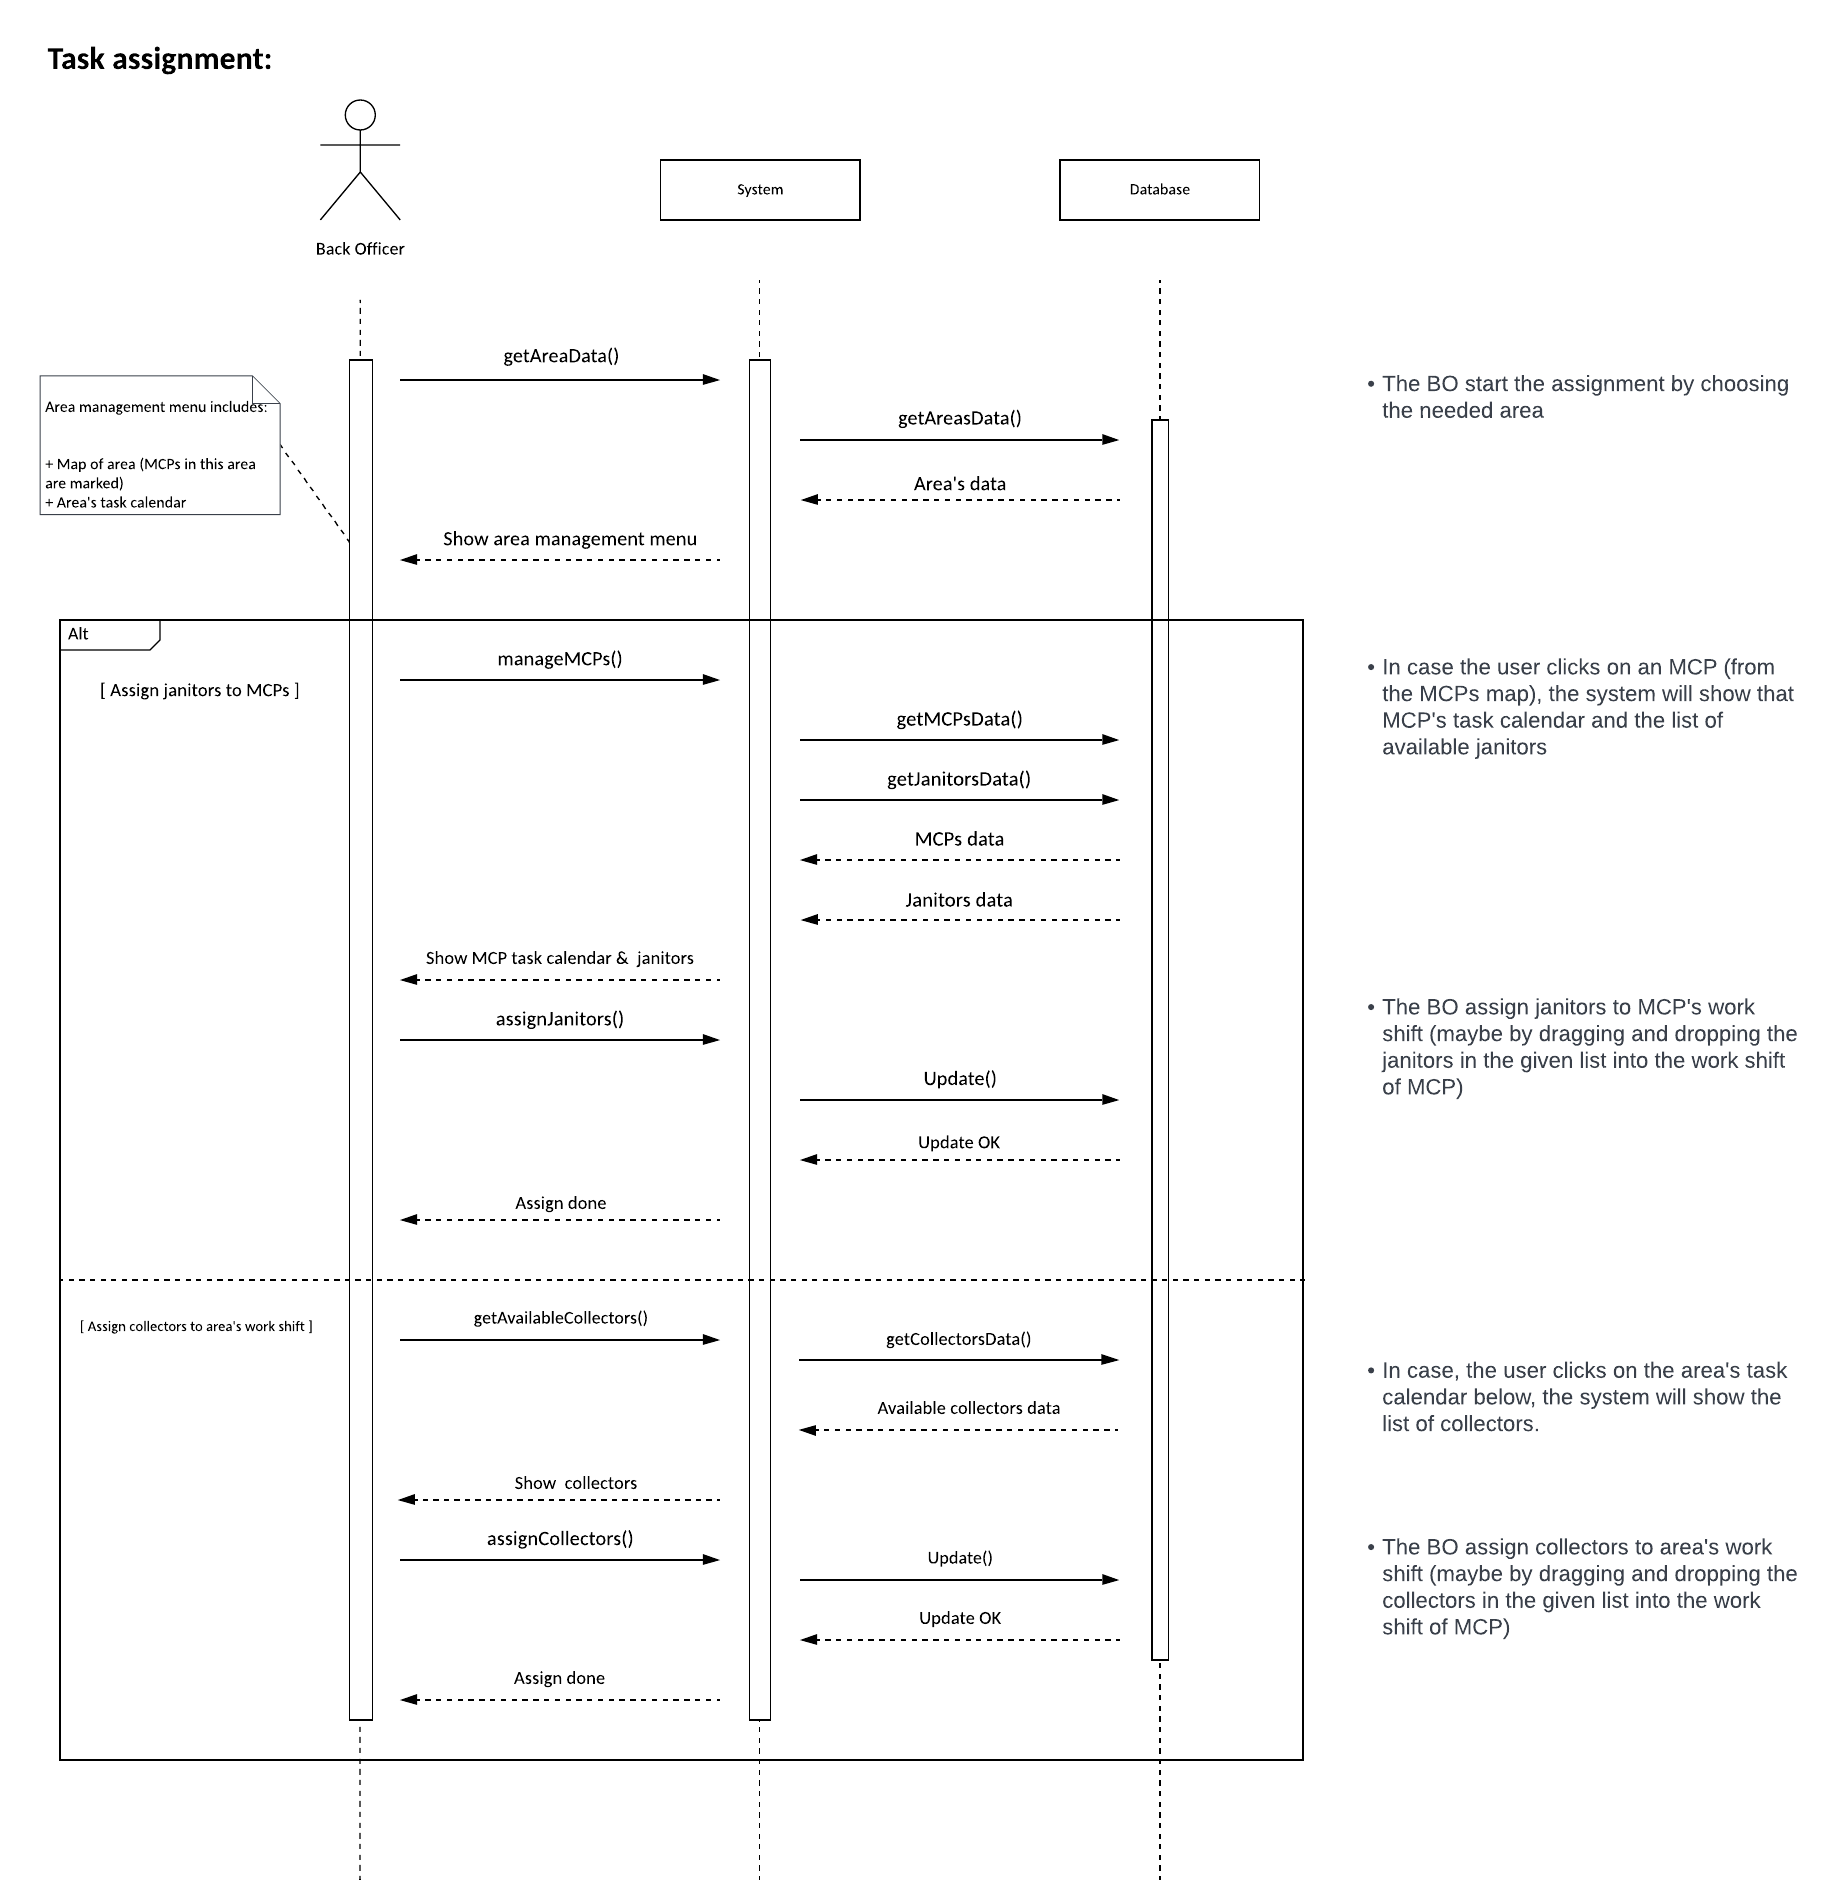 Task assignment:
System
Database
Back Officer
getAreaData()
Area management menu includes:
+ Map of area (MCPs in this area
are marked)
+ Area's task calendar
• The BO start the assignment by choosing
the needed area
getAreasData()
Area's data
Show area management menu
Alt
[ Assign janitors to MCPs ]
manageMCPs()
• In case the user clicks on an MCP (from
the MCPs map), the system will show that
MCP's task calendar and the list of
available janitors
getMCPsData()
getJanitorsData()
MCPs data
Janitors data
Show MCP task calendar &  janitors
assignJanitors()
• The BO assign janitors to MCP's work
shift (maybe by dragging and dropping the
janitors in the given list into the work shift
of MCP)
Update()
Update OK
Assign done
[ Assign collectors to area's work shift ]
getAvailableCollectors()
getCollectorsData()
• In case, the user clicks on the area's task
calendar below, the system will show the
list of collectors.
Available collectors data
Show  collectors
assignCollectors()
Update()
• The BO assign collectors to area's work
shift (maybe by dragging and dropping the
collectors in the given list into the work
shift of MCP)
Update OK
Assign done